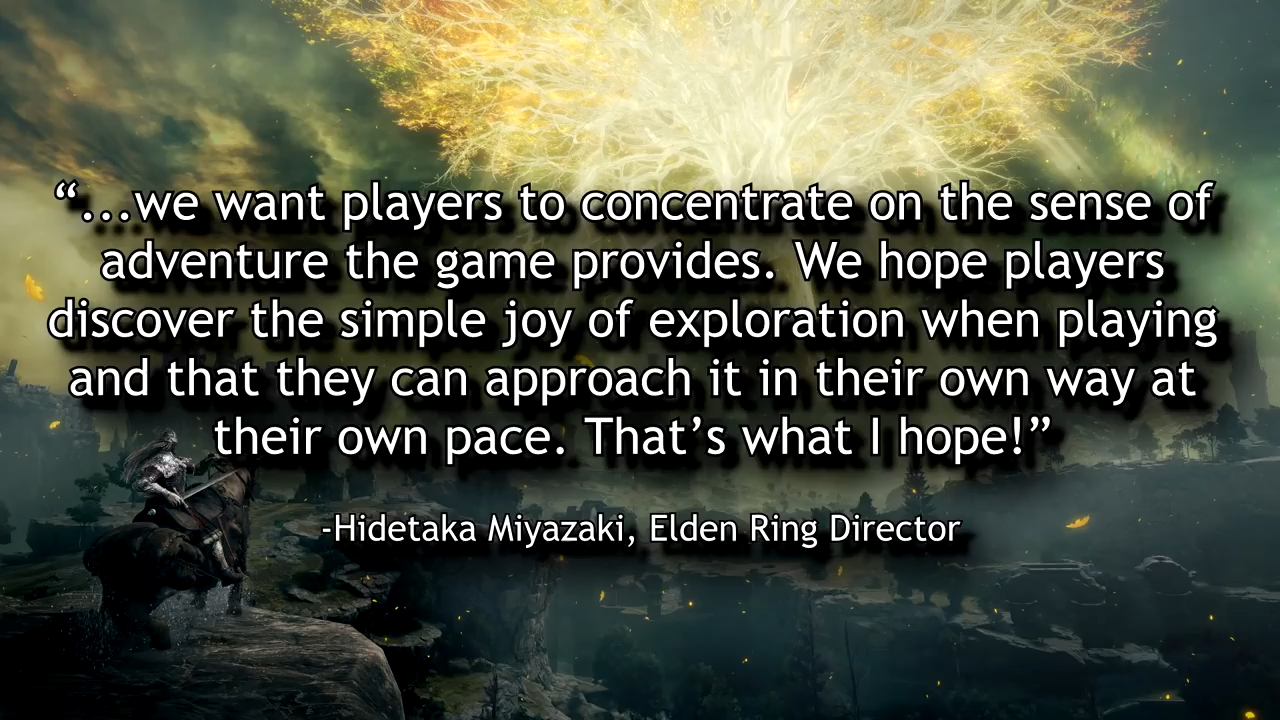 “...we want players to concentrate on the sense of
adventure the game provides. We hope players
discover the simple joy of exploration when playing
and that they can approach it in their own way at
their own pace. That’s what I hope!”
-Hidetaka Miyazaki, Elden Ring Director